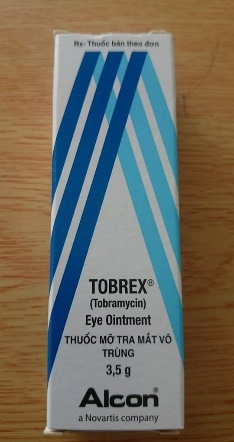 Rx- Thuốc bán theo đơn
TOBREX®
(Tobramycin)
Eye Ointment
THUỐC MỠ TRA MẮT VÔ
TRÙNG
3,5 g
Alcon®
a Novartis company